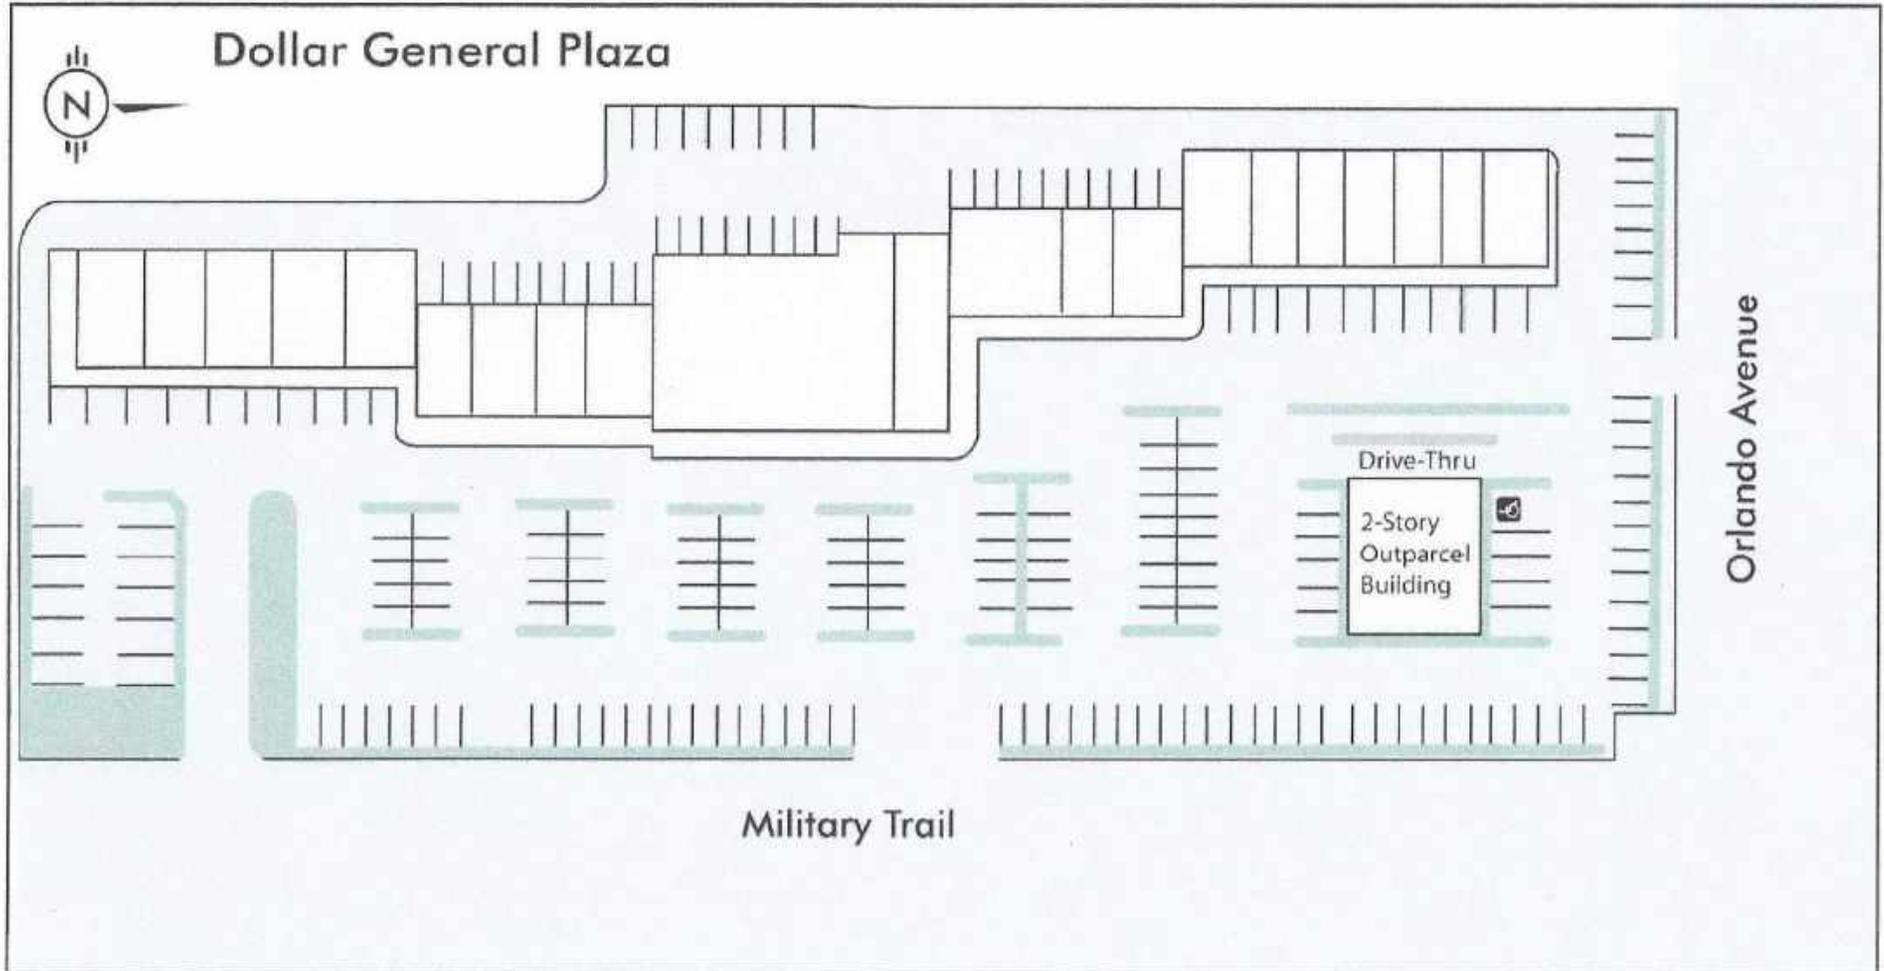 Dollar General Plaza
N
Drive-Thru
2-Story
Outparcel
Building
Orlando Avenue
Military Trail